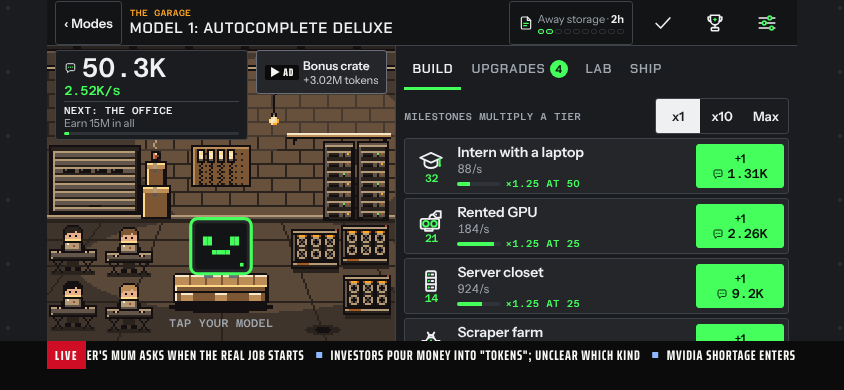 ‹ Modes
THE GARAGE
MODEL 1: AUTOCOMPLETE DELUXE
Away storage · 2h
50.3K
2.52K/s
NEXT: THE OFFICE
Earn 15M in all
AD
Bonus crate
+3.02M tokens
TAP YOUR MODEL
BUILD
UPGRADES 4
LAB
SHIP
MILESTONES MULTIPLY A TIER
x1
x10
Max
32
Intern with a laptop
88/s
×1.25 AT 50
+1
1.31K
21
Rented GPU
184/s
×1.25 AT 25
+1
2.26K
14
Server closet
924/s
×1.25 AT 25
+1
9.2K
Scraper farm
+1
LIVE
ER'S MUM ASKS WHEN THE REAL JOB STARTS ▪ INVESTORS POUR MONEY INTO "TOKENS"; UNCLEAR WHICH KIND ▪ MVIDIA SHORTAGE ENTERS